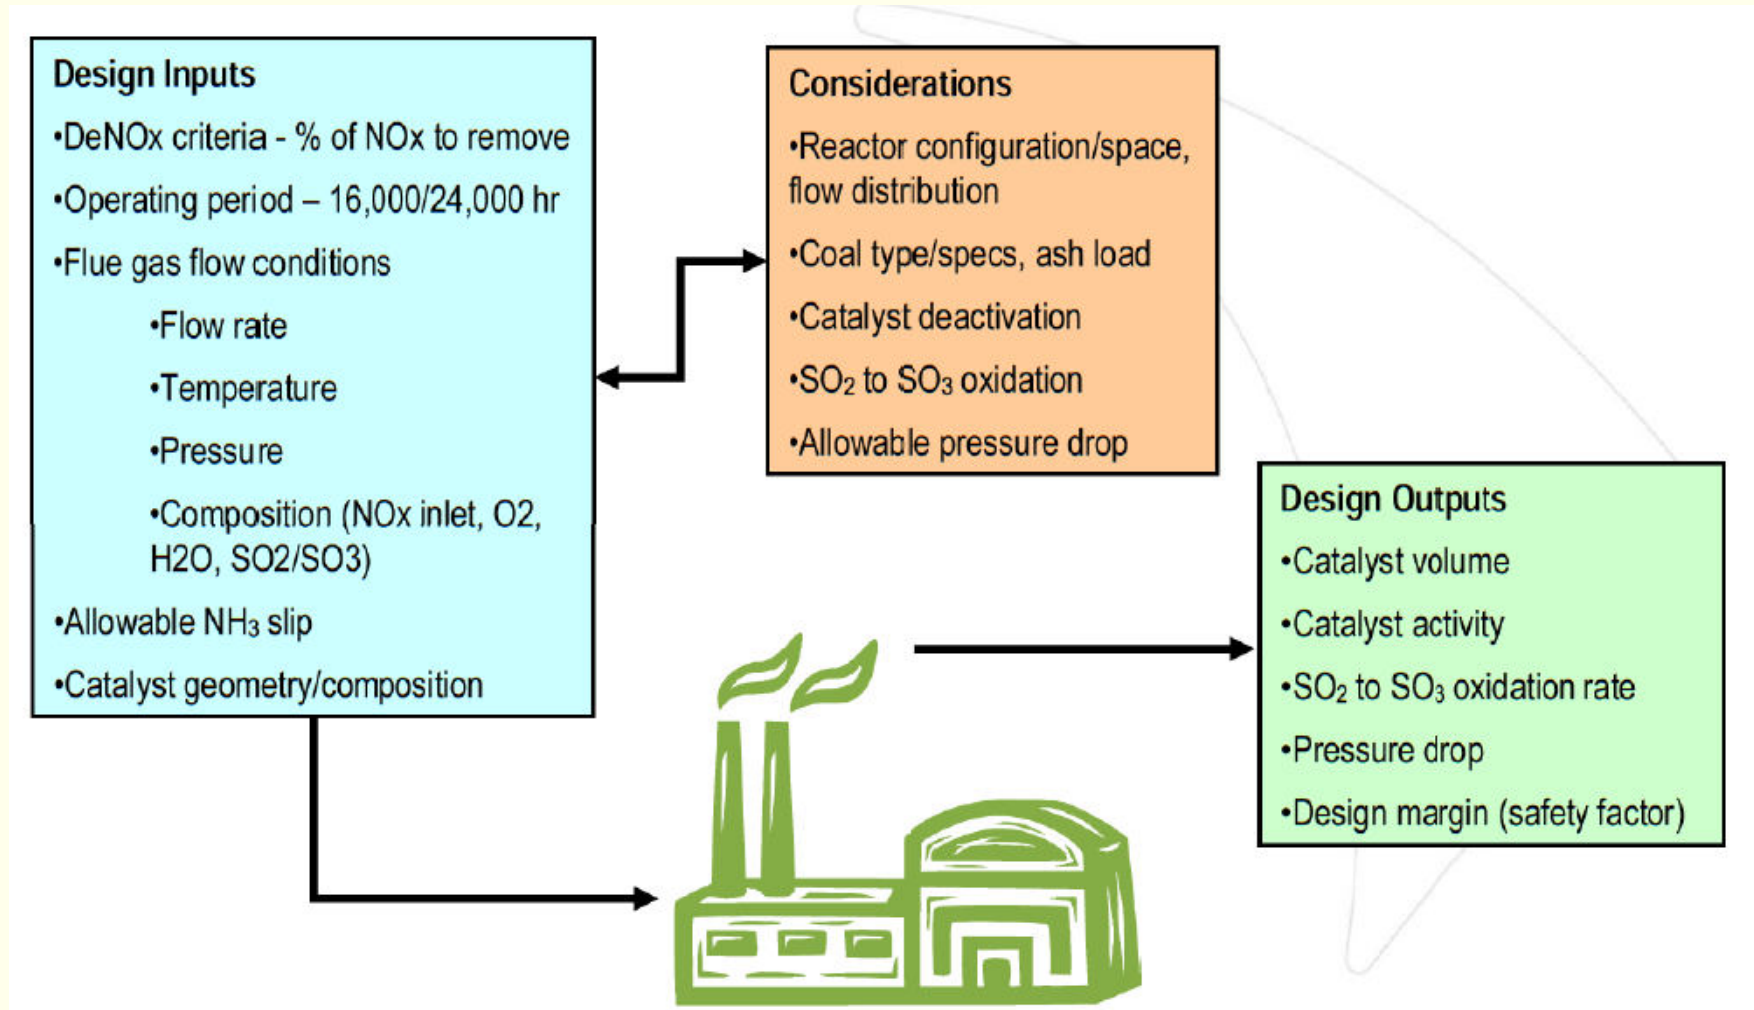 Design Inputs
•DeNOx criteria - % of NOx to remove
•Operating period – 16,000/24,000 hr
•Flue gas flow conditions
•Flow rate
•Temperature
•Pressure
•Composition (NOx inlet, O2,
H2O, SO2/SO3)
•Allowable NH₃ slip
•Catalyst geometry/composition
Considerations
•Reactor configuration/space,
flow distribution
•Coal type/specs, ash load
•Catalyst deactivation
•SO₂ to SO₃ oxidation
•Allowable pressure drop
Design Outputs
•Catalyst volume
•Catalyst activity
•SO₂ to SO₃ oxidation rate
•Pressure drop
•Design margin (safety factor)